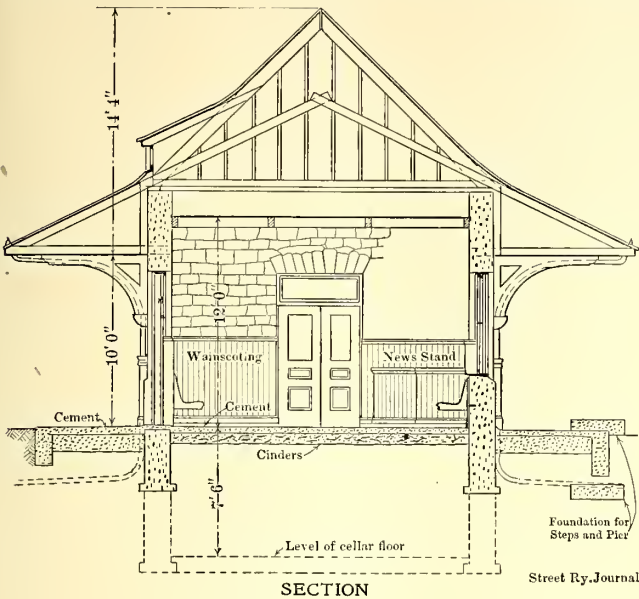 14' 4"
12' 0"
10' 0"
Wainscoting
News Stand
Cement
Cement
Cinders
7'-6"
Foundation for
Steps and Pier
Level of cellar floor
Street Ry.Journal
SECTION